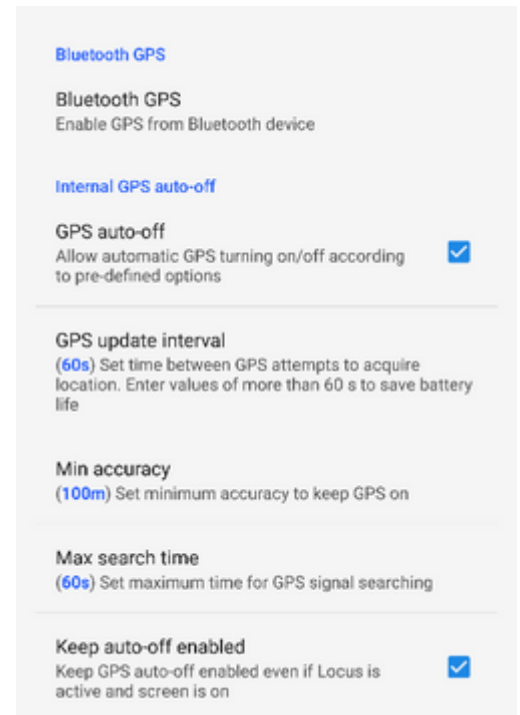 Bluetooth GPS
Bluetooth GPS
Enable GPS from Bluetooth device
Internal GPS auto-off
GPS auto-off
Allow automatic GPS turning on/off according
to pre-defined options
GPS update interval
(60s) Set time between GPS attempts to acquire
location. Enter values of more than 60 s to save battery
life
Min accuracy
(100m) Set minimum accuracy to keep GPS on
Max search time
(60s) Set maximum time for GPS signal searching
Keep auto-off enabled
Keep GPS auto-off enabled even if Locus is
active and screen is on